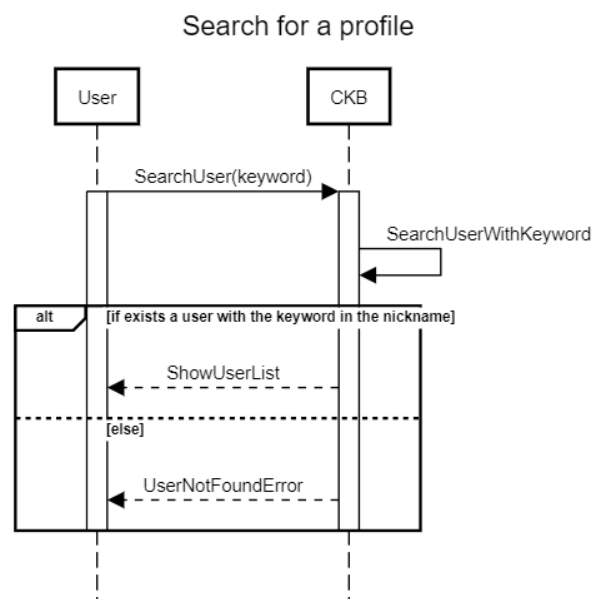 Search for a profile
User
CKB
SearchUser(keyword)
SearchUserWithKeyword
alt
[if exists a user with the keyword in the nickname]
ShowUserList
[else]
UserNotFoundError